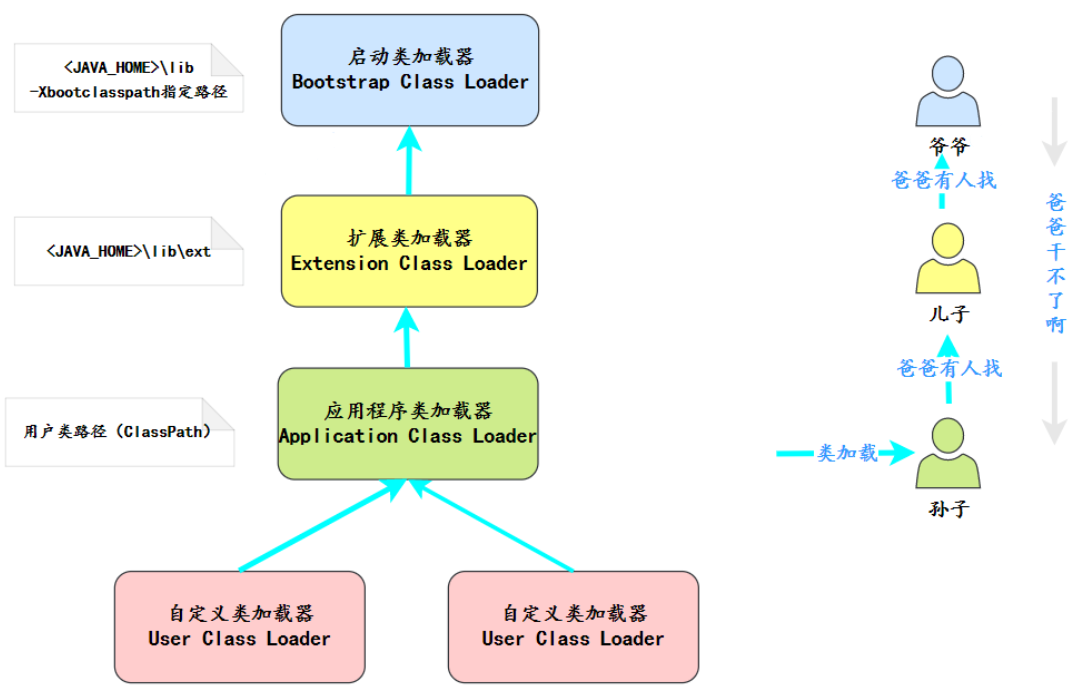 <JAVA_HOME>\lib
-Xbootclasspath指定路径
启动类加载器
Bootstrap Class Loader
<JAVA_HOME>\lib\ext
扩展类加载器
Extension Class Loader
用户类路径（ClassPath）
应用程序类加载器
Application Class Loader
自定义类加载器
User Class Loader
自定义类加载器
User Class Loader
爷爷
爸爸有人找
儿子
爸爸有人找
类加载
孙子
爸爸干不了啊